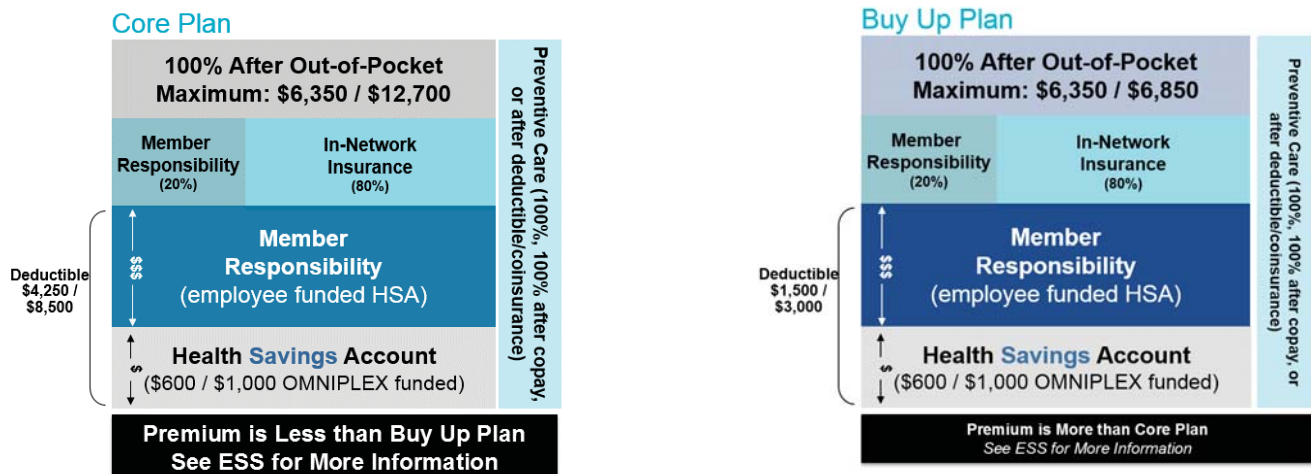 Core Plan
100% After Out-of-Pocket
Maximum: $6,350 / $12,700
Member
Responsibility
(20%)
In-Network
Insurance
(80%)
Deductible
$4,250 /
$8,500
$$$
Member
Responsibility
(employee funded HSA)
$
Health Savings Account
($600 / $1,000 OMNIPLEX funded)
Preventive Care (100%, 100% after copay,
or after deductible/coinsurance)
Premium is Less than Buy Up Plan
See ESS for More Information
Buy Up Plan
100% After Out-of-Pocket
Maximum: $6,350 / $6,850
Member
Responsibility
(20%)
In-Network
Insurance
(80%)
Deductible
$1,500 /
$3,000
$$$
Member
Responsibility
(employee funded HSA)
$
Health Savings Account
($600 / $1,000 OMNIPLEX funded)
Preventive Care (100%, 100% after copay, or
after deductible/coinsurance)
Premium is More than Core Plan
See ESS for More Information